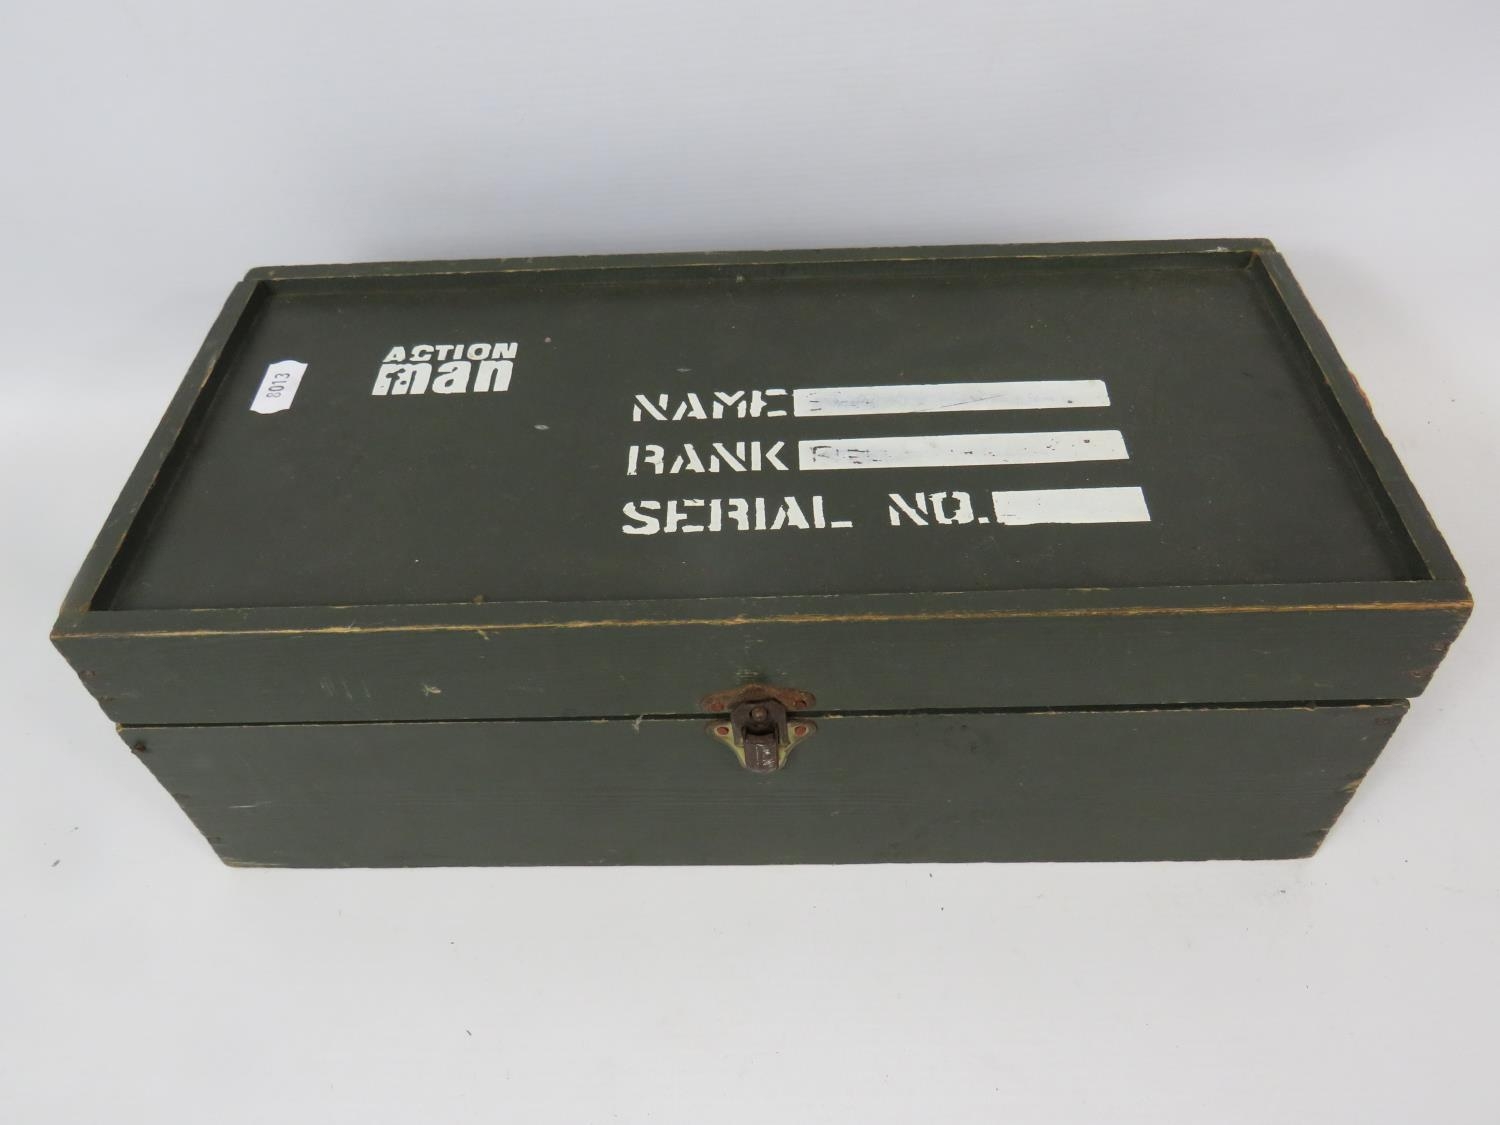 ACTION
man
8013
NAME
RANK
SERIAL NO.